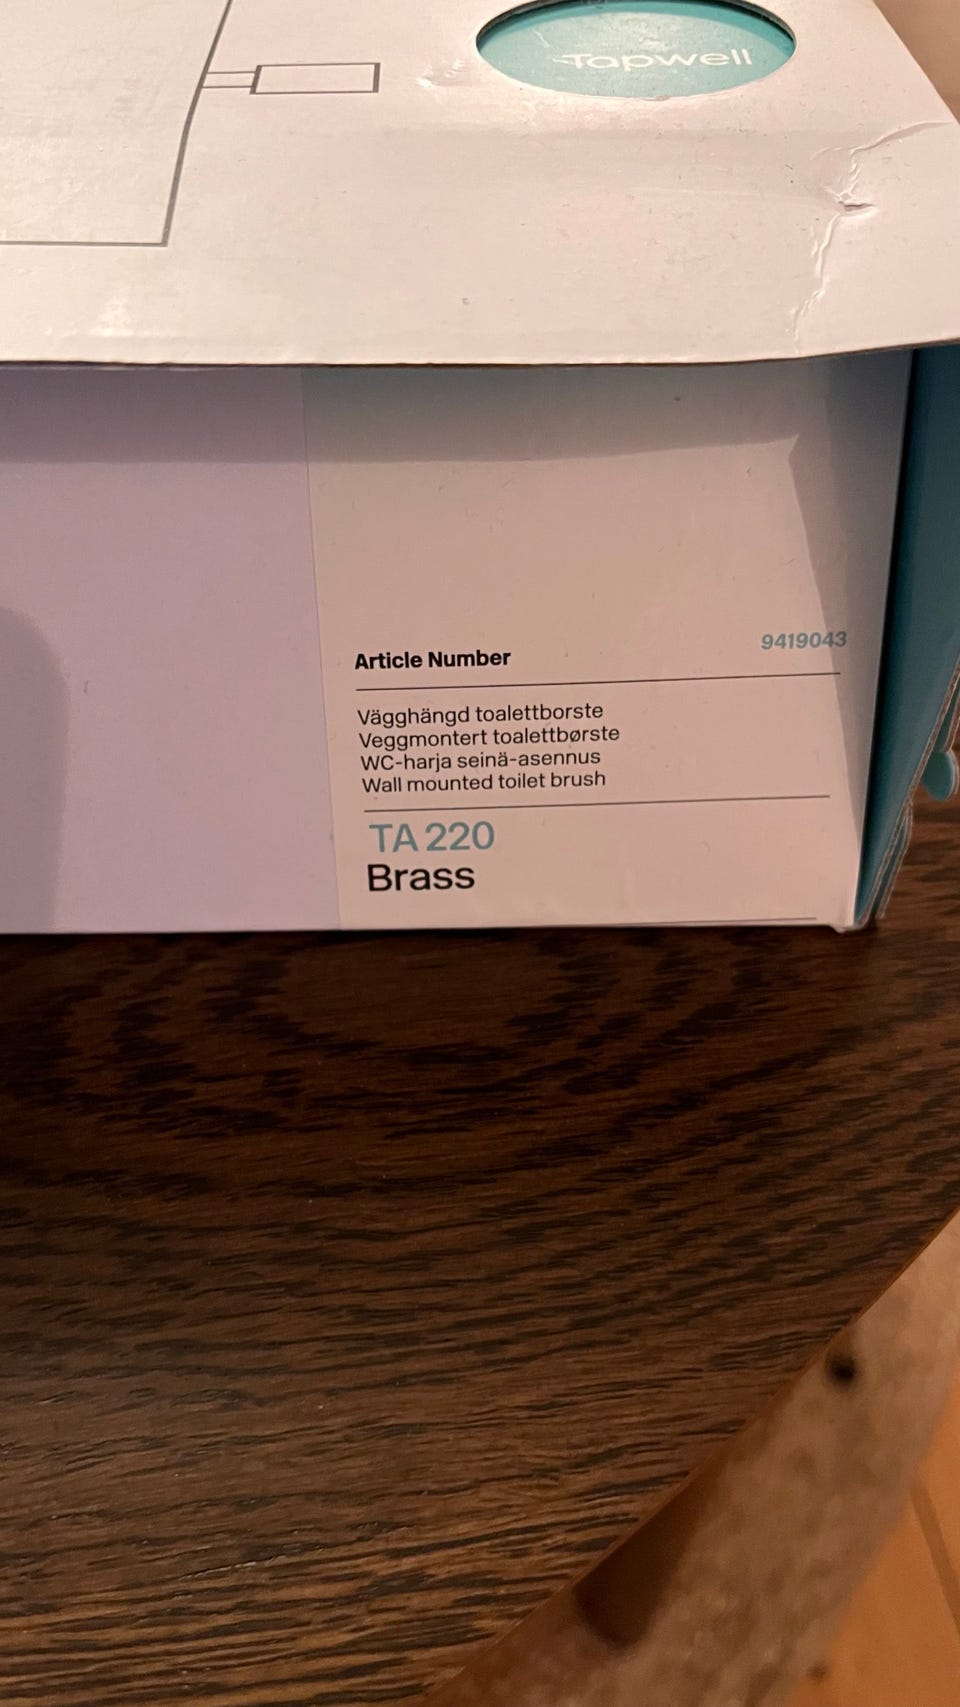 Tapwell
Article Number 9419043
Vägghängd toalettborste
Veggmontert toalettbørste
WC-harja seinä-asennus
Wall mounted toilet brush
TA 220
Brass